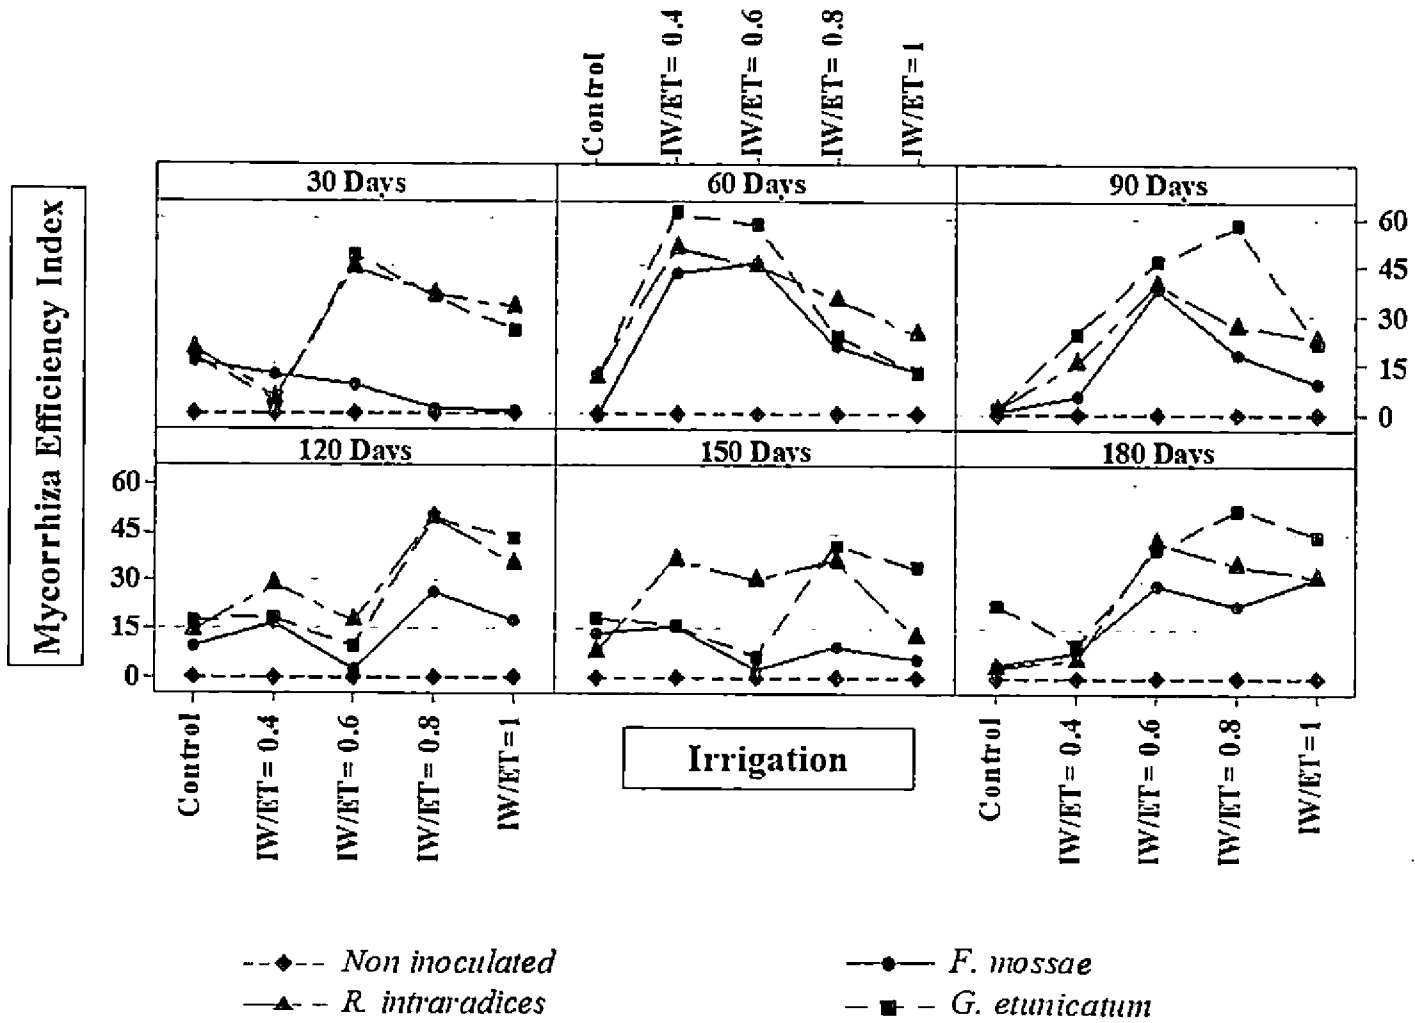 Control
IW/ET= 0.4
IW/ET= 0.6
IW/ET= 0.8
IW/ET= 1
Mycorrhiza Efficiency Index
30 Days
60 Days
90 Days
60
45
30
15
0
120 Days
150 Days
180 Days
60
45
30
15
0
Control
IW/ET= 0.4
IW/ET= 0.6
IW/ET= 0.8
IW/ET=1
Irrigation
Control
IW/ET= 0.4
IW/ET= 0.6
IW/ET= 0.8
IW/ET=1
Non inoculated
F. mossae
R intraradices
G. etunicatum